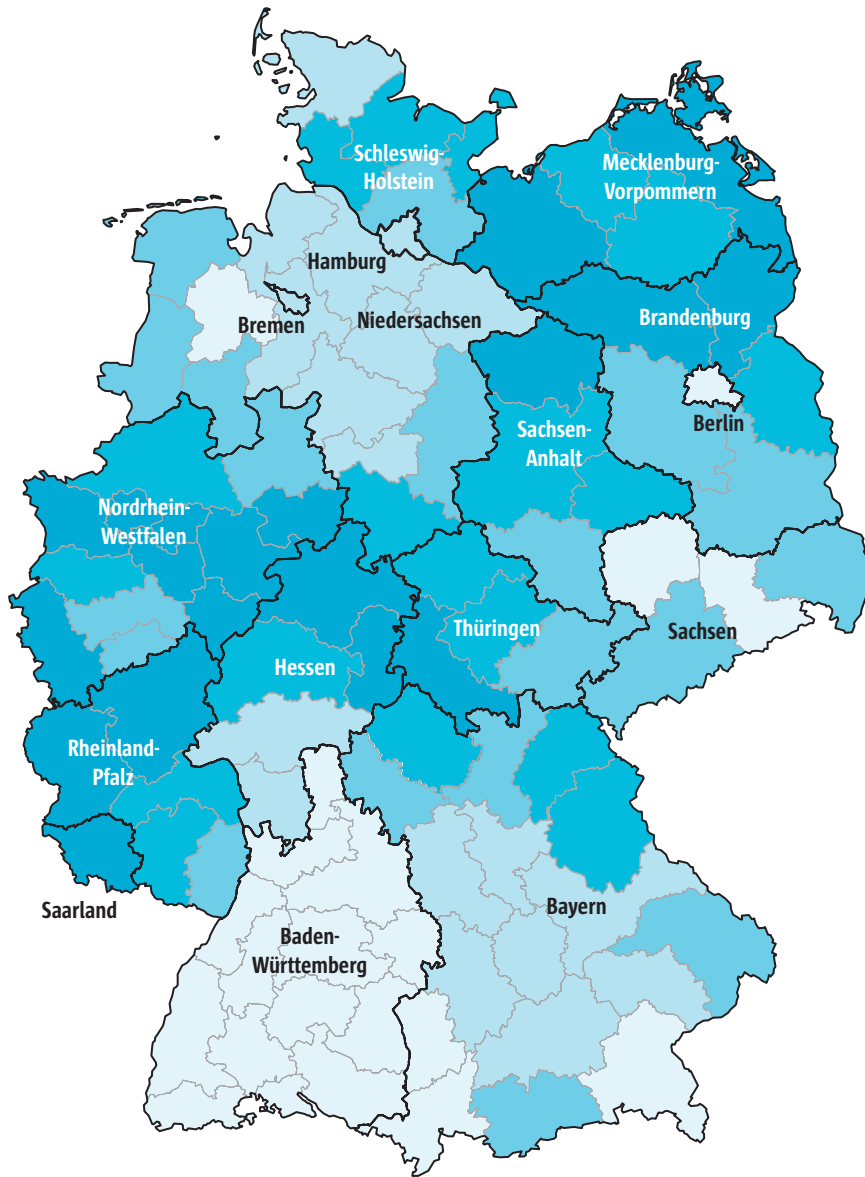 Schleswig-
Holstein
Mecklenburg-
Vorpommern
Hamburg
Bremen
Niedersachsen
Brandenburg
Berlin
Sachsen-
Anhalt
Nordrhein-
Westfalen
Thüringen
Sachsen
Hessen
Rheinland-
Pfalz
Saarland
Bayern
Baden-
Württemberg